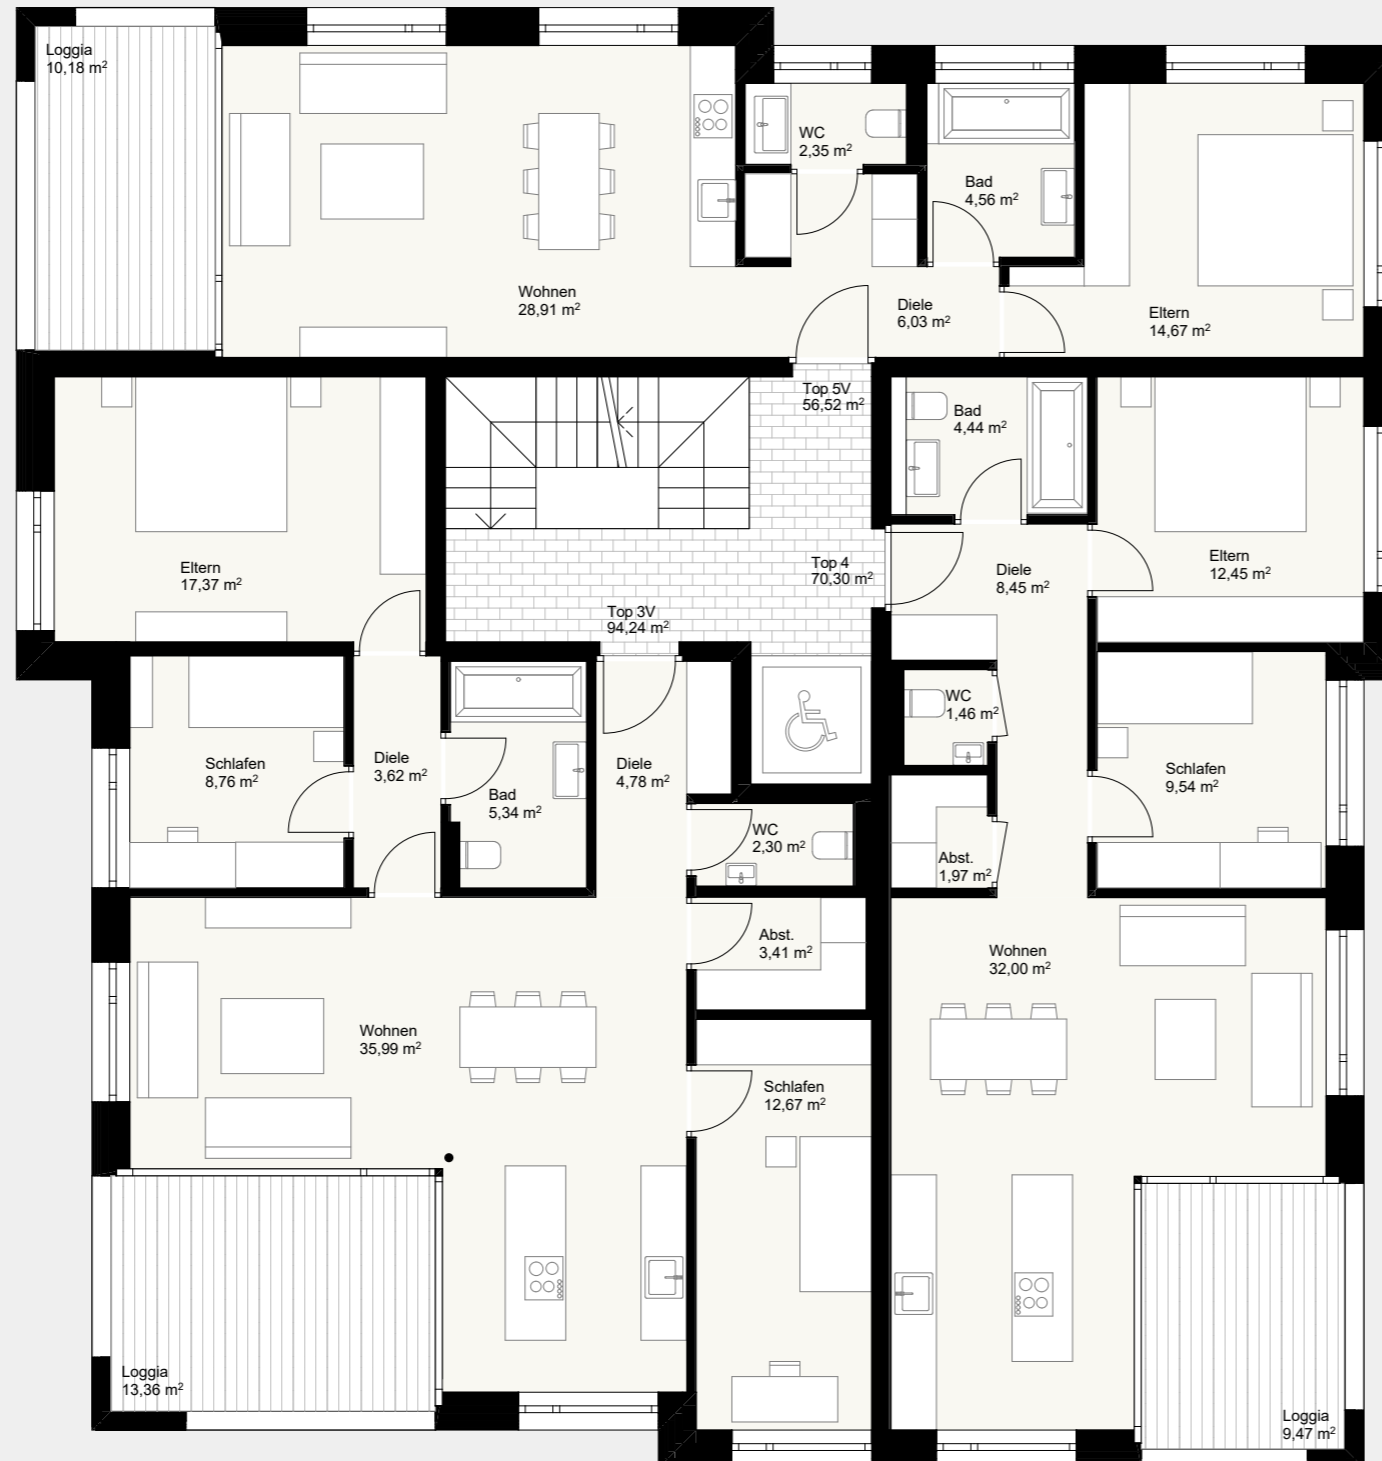 Loggia
10,18 m²
WC
2,35 m²
Bad
4,56 m²
Wohnen
28,91 m²
Diele
6,03 m²
Eltern
14,67 m²
Top 5V
56,52 m²
Bad
4,44 m²
Eltern
17,37 m²
Top 4
70,30 m²
Diele
8,45 m²
Eltern
12,45 m²
Top 3V
94,24 m²
WC
1,46 m²
Schlafen
8,76 m²
Diele
3,62 m²
Diele
4,78 m²
Schlafen
9,54 m²
Bad
5,34 m²
WC
2,30 m²
Abst.
1,97 m²
Abst.
3,41 m²
Wohnen
32,00 m²
Wohnen
35,99 m²
Schlafen
12,67 m²
Loggia
13,36 m²
Loggia
9,47 m²